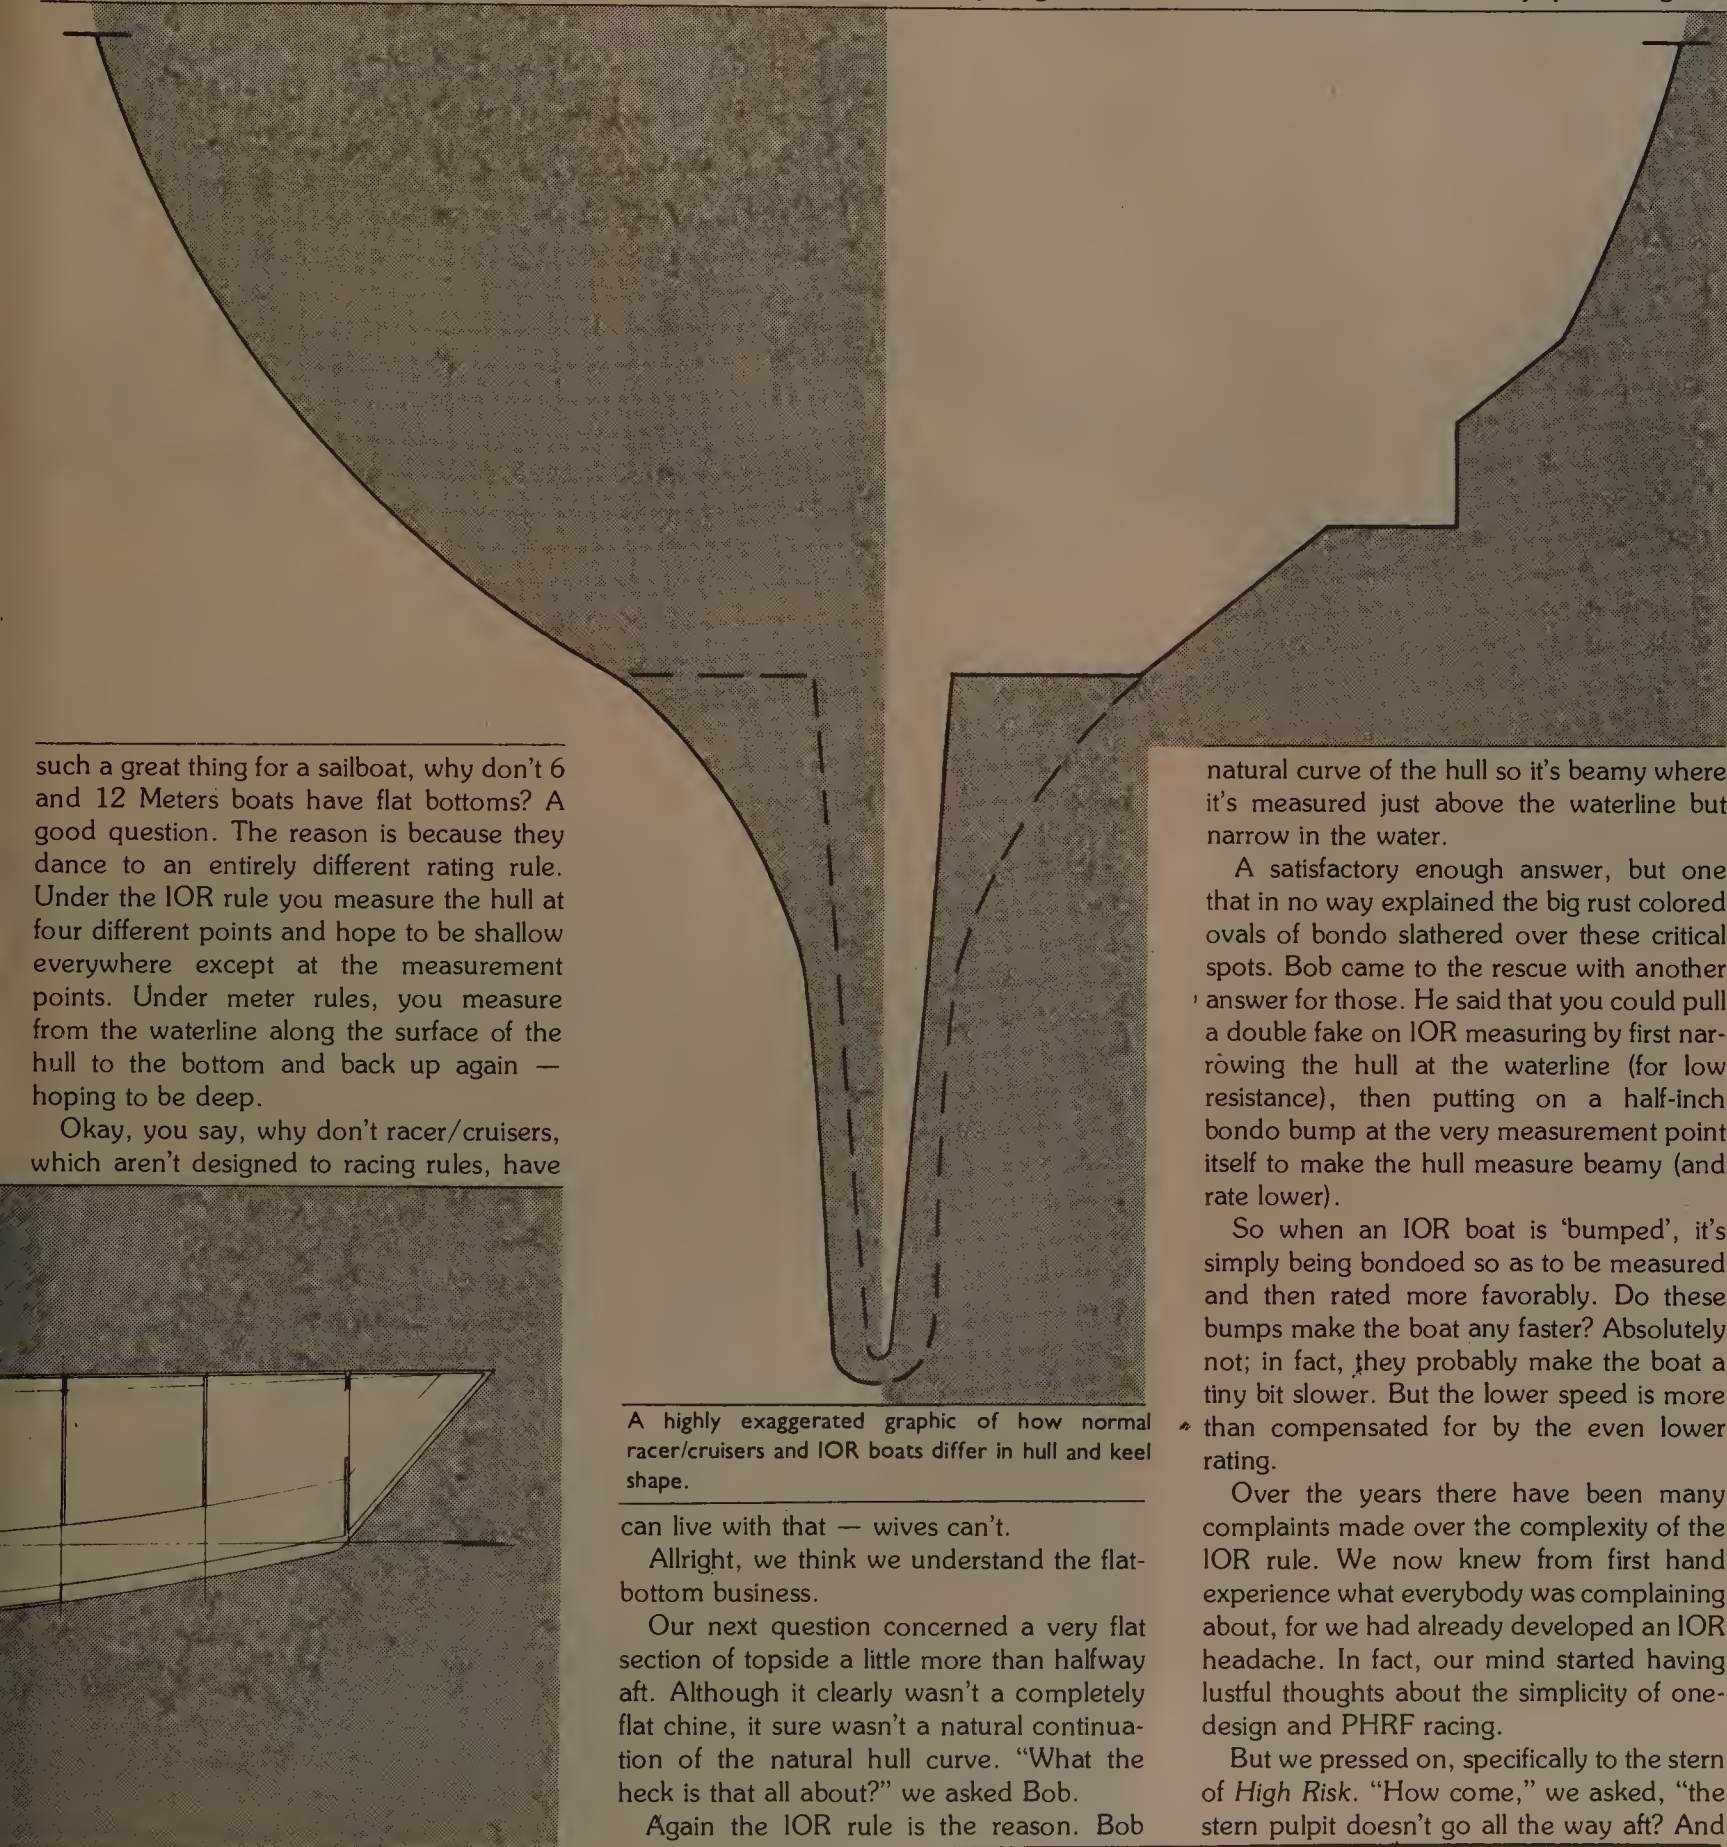 such a great thing for a sailboat, why don't 6
and 12 Meters boats have flat bottoms? A
good question. The reason is because they
dance to an entirely different rating rule.
Under the IOR rule you measure the hull at
four different points and hope to be shallow
everywhere except at the measurement
points. Under meter rules, you measure
from the waterline along the surface of the
hull to the bottom and back up again —
hoping to be deep.
Okay, you say, why don't racer/cruisers,
which aren't designed to racing rules, have
A highly exaggerated graphic of how normal
racer/cruisers and IOR boats differ in hull and keel
shape.
can live with that — wives can't.
Allright, we think we understand the flat-
bottom business.
Our next question concerned a very flat
section of topside a little more than halfway
aft. Although it clearly wasn't a completely
flat chine, it sure wasn't a natural continua-
tion of the natural hull curve. “What the
heck is that all about?” we asked Bob.
Again the IOR rule is the reason. Bob
natural curve of the hull so it's beamy where
it's measured just above the waterline but
narrow in the water.
A satisfactory enough answer, but one
that in no way explained the big rust colored
ovals of bondo slathered over these critical
spots. Bob came to the rescue with another
answer for those. He said that you could pull
a double fake on IOR measuring by first nar-
rowing the hull at the waterline (for low
resistance), then putting on a half-inch
bondo bump at the very measurement point
itself to make the hull measure beamy (and
rate lower).
So when an IOR boat is ‘bumped’, it's
simply being bondoed so as to be measured
and then rated more favorably. Do these
bumps make the boat any faster? Absolutely
not; in fact, they probably make the boat a
tiny bit slower. But the lower speed is more
than compensated for by the even lower
rating.
Over the years there have been many
complaints made over the complexity of the
IOR rule. We now knew from first hand
experience what everybody was complaining
about, for we had already developed an IOR
headache. In fact, our mind started having
lustful thoughts about the simplicity of one-
design and PHRF racing.
But we pressed on, specifically to the stern
of High Risk. “How come,” we asked, “the
stern pulpit doesn't go all the way aft? And